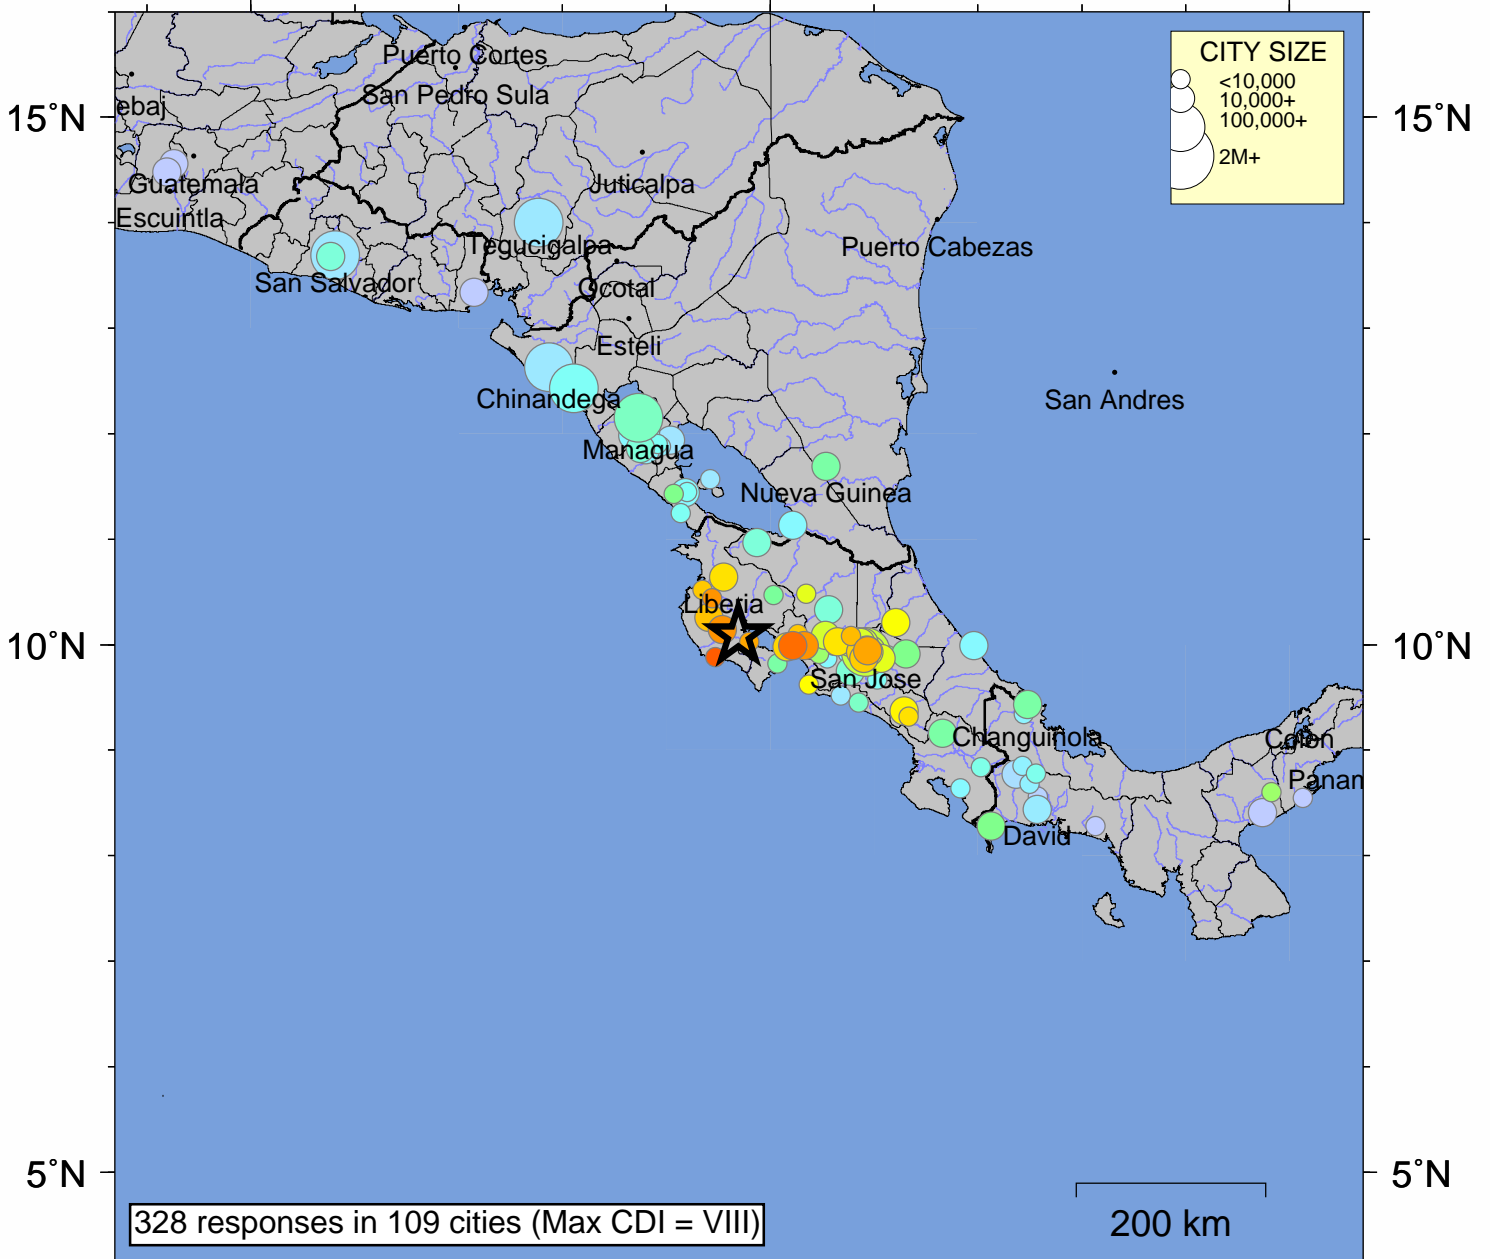 CITY SIZE
<10,000
10,000+
100,000+
2M+
Puerto Cortes
San Pedro Sula
ebaj
15°N
15°N
Guatemala
Juticalpa
Escuintla
Tegucigalpa
Puerto Cabezas
San Salvador
Ocotal
Esteli
Chinandega
San Andres
Managua
Nueva Guinea
Liberia
10°N
10°N
San Jose
Changuinola
Colon
Panam
David
5°N
5°N
328 responses in 109 cities (Max CDI = VIII)
200 km